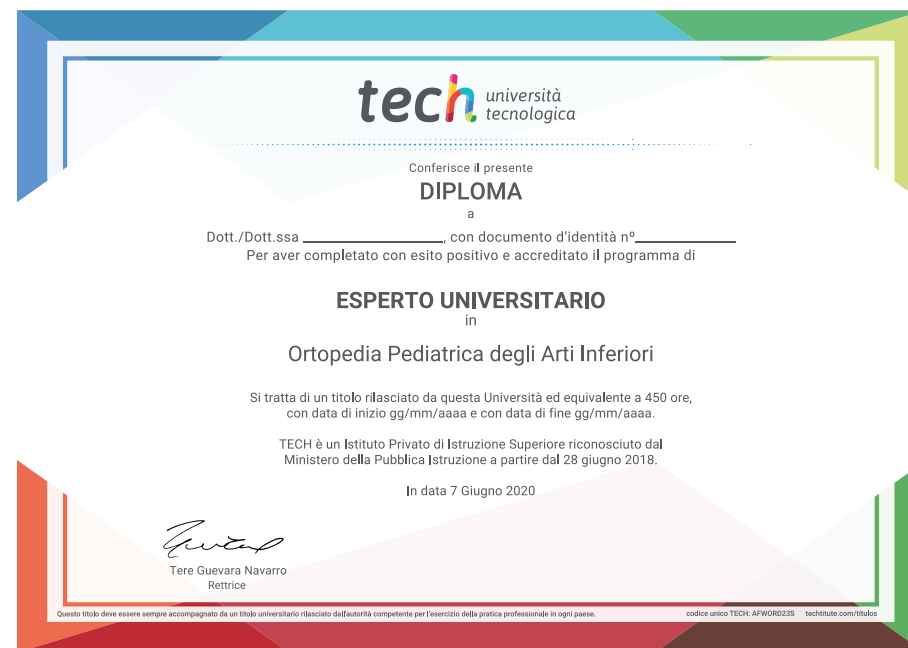 tech università
tecnologica
Conferisce il presente
DIPLOMA
a
Dott./Dott.ssa ____________________, con documento d'identità nº______________
Per aver completato con esito positivo e accreditato il programma di
ESPERTO UNIVERSITARIO
in
Ortopedia Pediatrica degli Arti Inferiori
Si tratta di un titolo rilasciato da questa Università ed equivalente a 450 ore,
con data di inizio gg/mm/aaaa e con data di fine gg/mm/aaaa.
TECH è un Istituto Privato di Istruzione Superiore riconosciuto dal
Ministero della Pubblica Istruzione a partire dal 28 giugno 2018.
In data 7 Giugno 2020
Tere Guevara Navarro
Rettrice
Questo titolo deve essere sempre accompagnato da un titolo universitario rilasciato dall'autorità competente per l'esercizio della pratica professionale in ogni paese. codice unico TECH: AFWORD23S techtitute.com/titulos